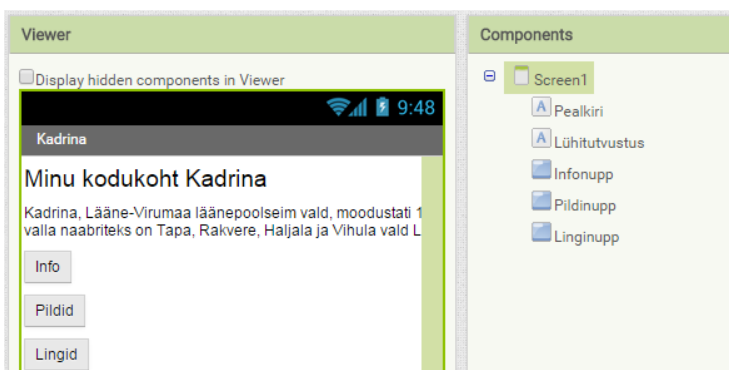 Viewer
Display hidden components in Viewer
9:48
Kadrina
Minu kodukoht Kadrina
Kadrina, Lääne-Virumaa läänepoolseim vald, moodustati 1
valla naabriteks on Tapa, Rakvere, Haljala ja Vihula vald L
Info
Pildid
Lingid
Components
Screen1
A Pealkiri
A Lühitutvustus
Infonupp
Pildinupp
Linginupp